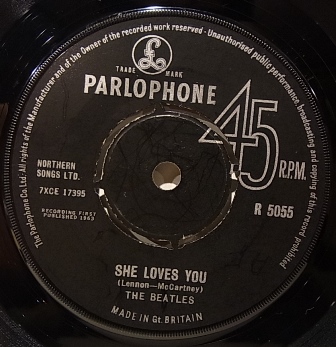 The Parlophone Co. Ltd. All rights of the Manufacturer and of the Owner of the recorded work reserved - Unauthorised public performance, broadcasting and copying of this record prohibited
£
TRADE MARK
PARLOPHONE
45
R.P.M.
NORTHERN
SONGS LTD.
7XCE 17395
RECORDING FIRST
PUBLISHED 1963
R 5055
SHE LOVES YOU
(Lennon—McCartney)
THE BEATLES
MADE IN Gt. BRITAIN